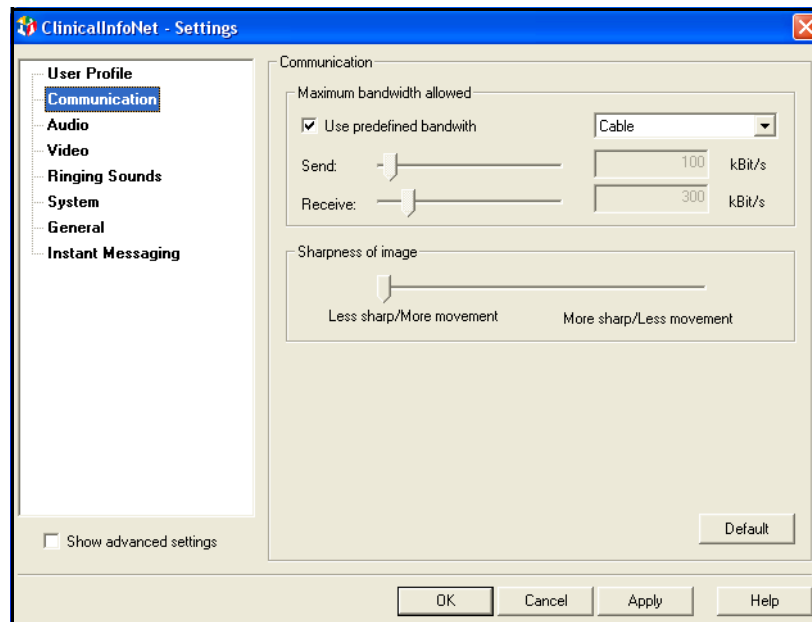 ClinicalInfoNet - Settings
User Profile
Communication
Audio
Video
Ringing Sounds
System
General
Instant Messaging
Show advanced settings
Communication
Maximum bandwidth allowed
Use predefined bandwith Cable
Send: 100 kBit/s
Receive: 300 kBit/s
Sharpness of image
Less sharp/More movement More sharp/Less movement
Default
OK Cancel Apply Help